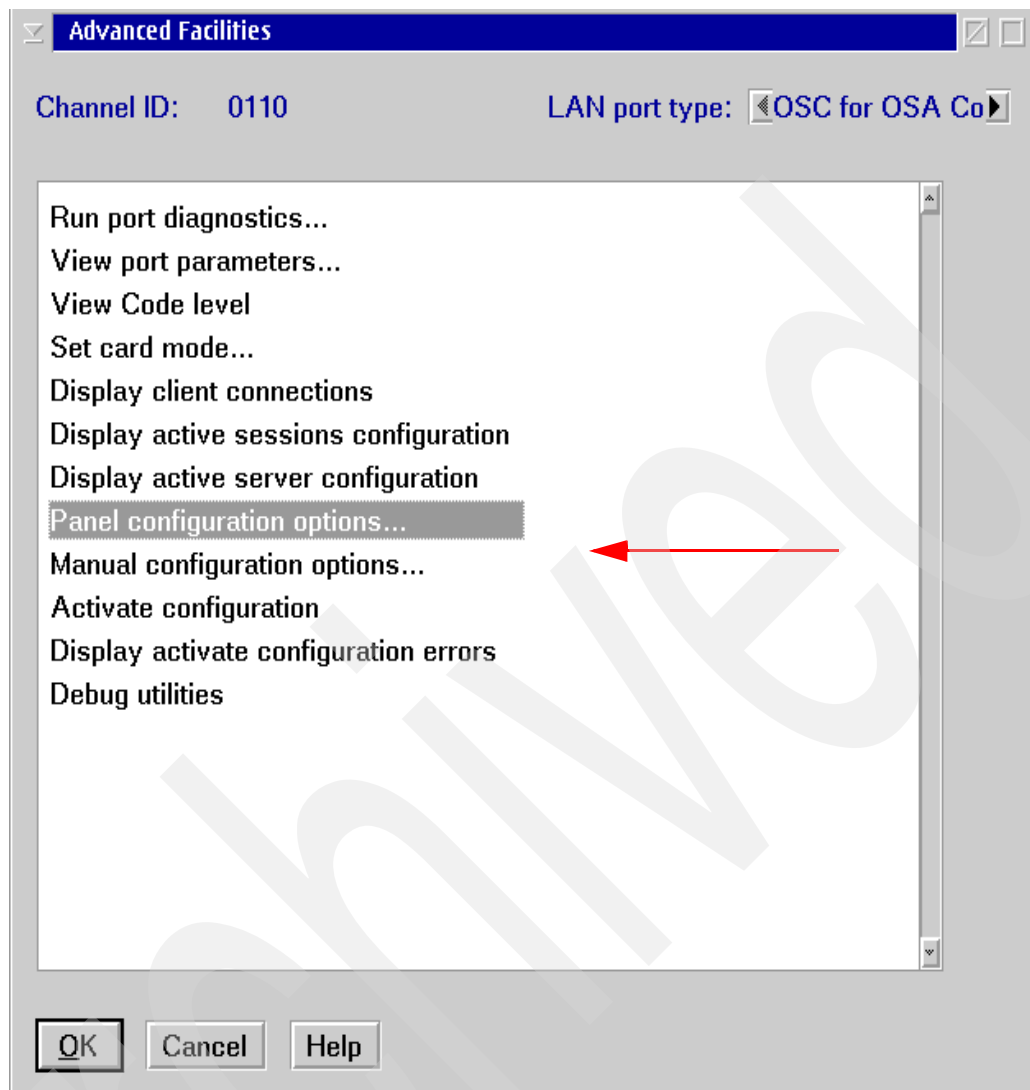 Advanced Facilities
Channel ID: 0110 LAN port type: OSC for OSA Co
Run port diagnostics...
View port parameters...
View Code level
Set card mode...
Display client connections
Display active sessions configuration
Display active server configuration
Panel configuration options...
Manual configuration options...
Activate configuration
Display activate configuration errors
Debug utilities
OK Cancel Help